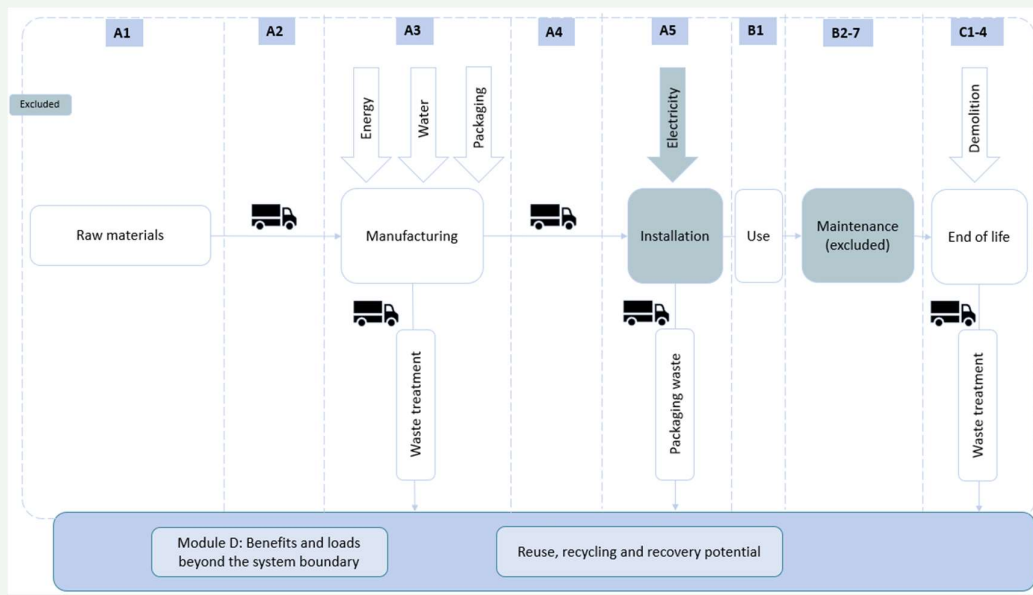 A1
A2
A3
A4
A5
B1
B2-7
C1-4
Excluded
Energy
Water
Packaging
Electricity
Demolition
Raw materials
Manufacturing
Installation
Use
Maintenance
(excluded)
End of life
Waste treatment
Packaging waste
Waste treatment
Module D: Benefits and loads
beyond the system boundary
Reuse, recycling and recovery potential